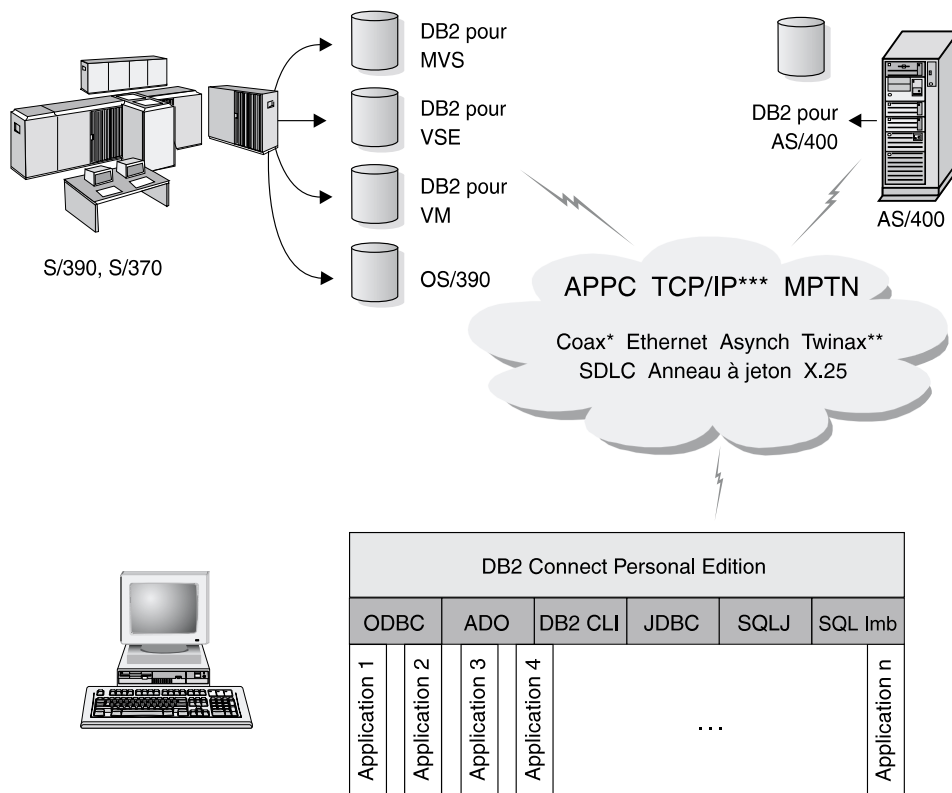 DB2 pour
MVS
DB2 pour
VSE
DB2 pour
VM
OS/390
S/390, S/370
DB2 pour
AS/400
AS/400
APPC TCP/IP*** MPTN
Coax* Ethernet Asynch Twinax**
SDLC Anneau à jeton X.25
DB2 Connect Personal Edition
ODBC ADO DB2 CLI JDBC SQLJ SQL Imb
Application 1
Application 2
Application 3
Application 4
...
Application n